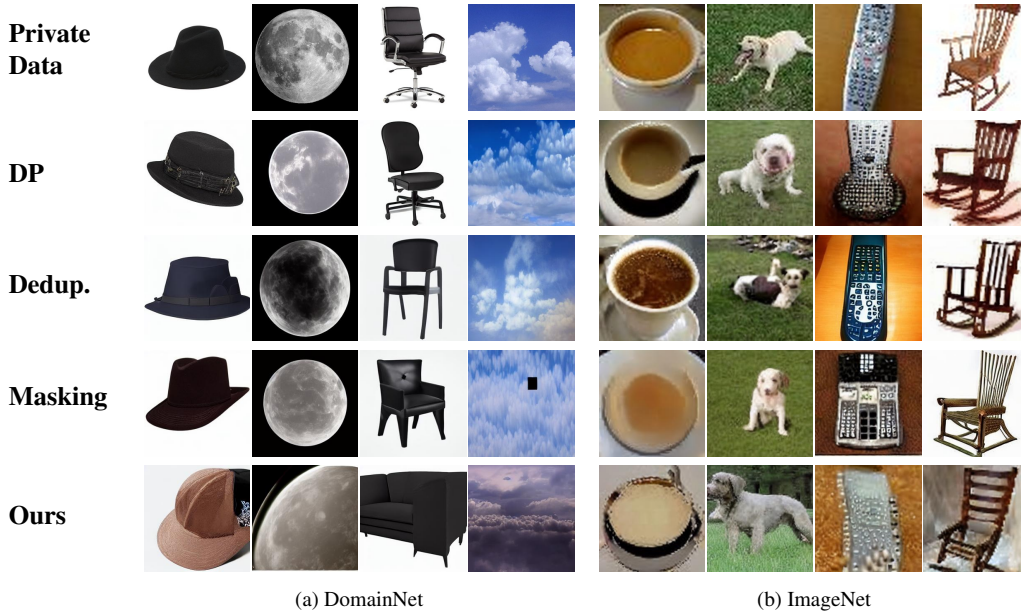 Private
Data
DP
Dedup.
Masking
Ours
(a) DomainNet
(b) ImageNet